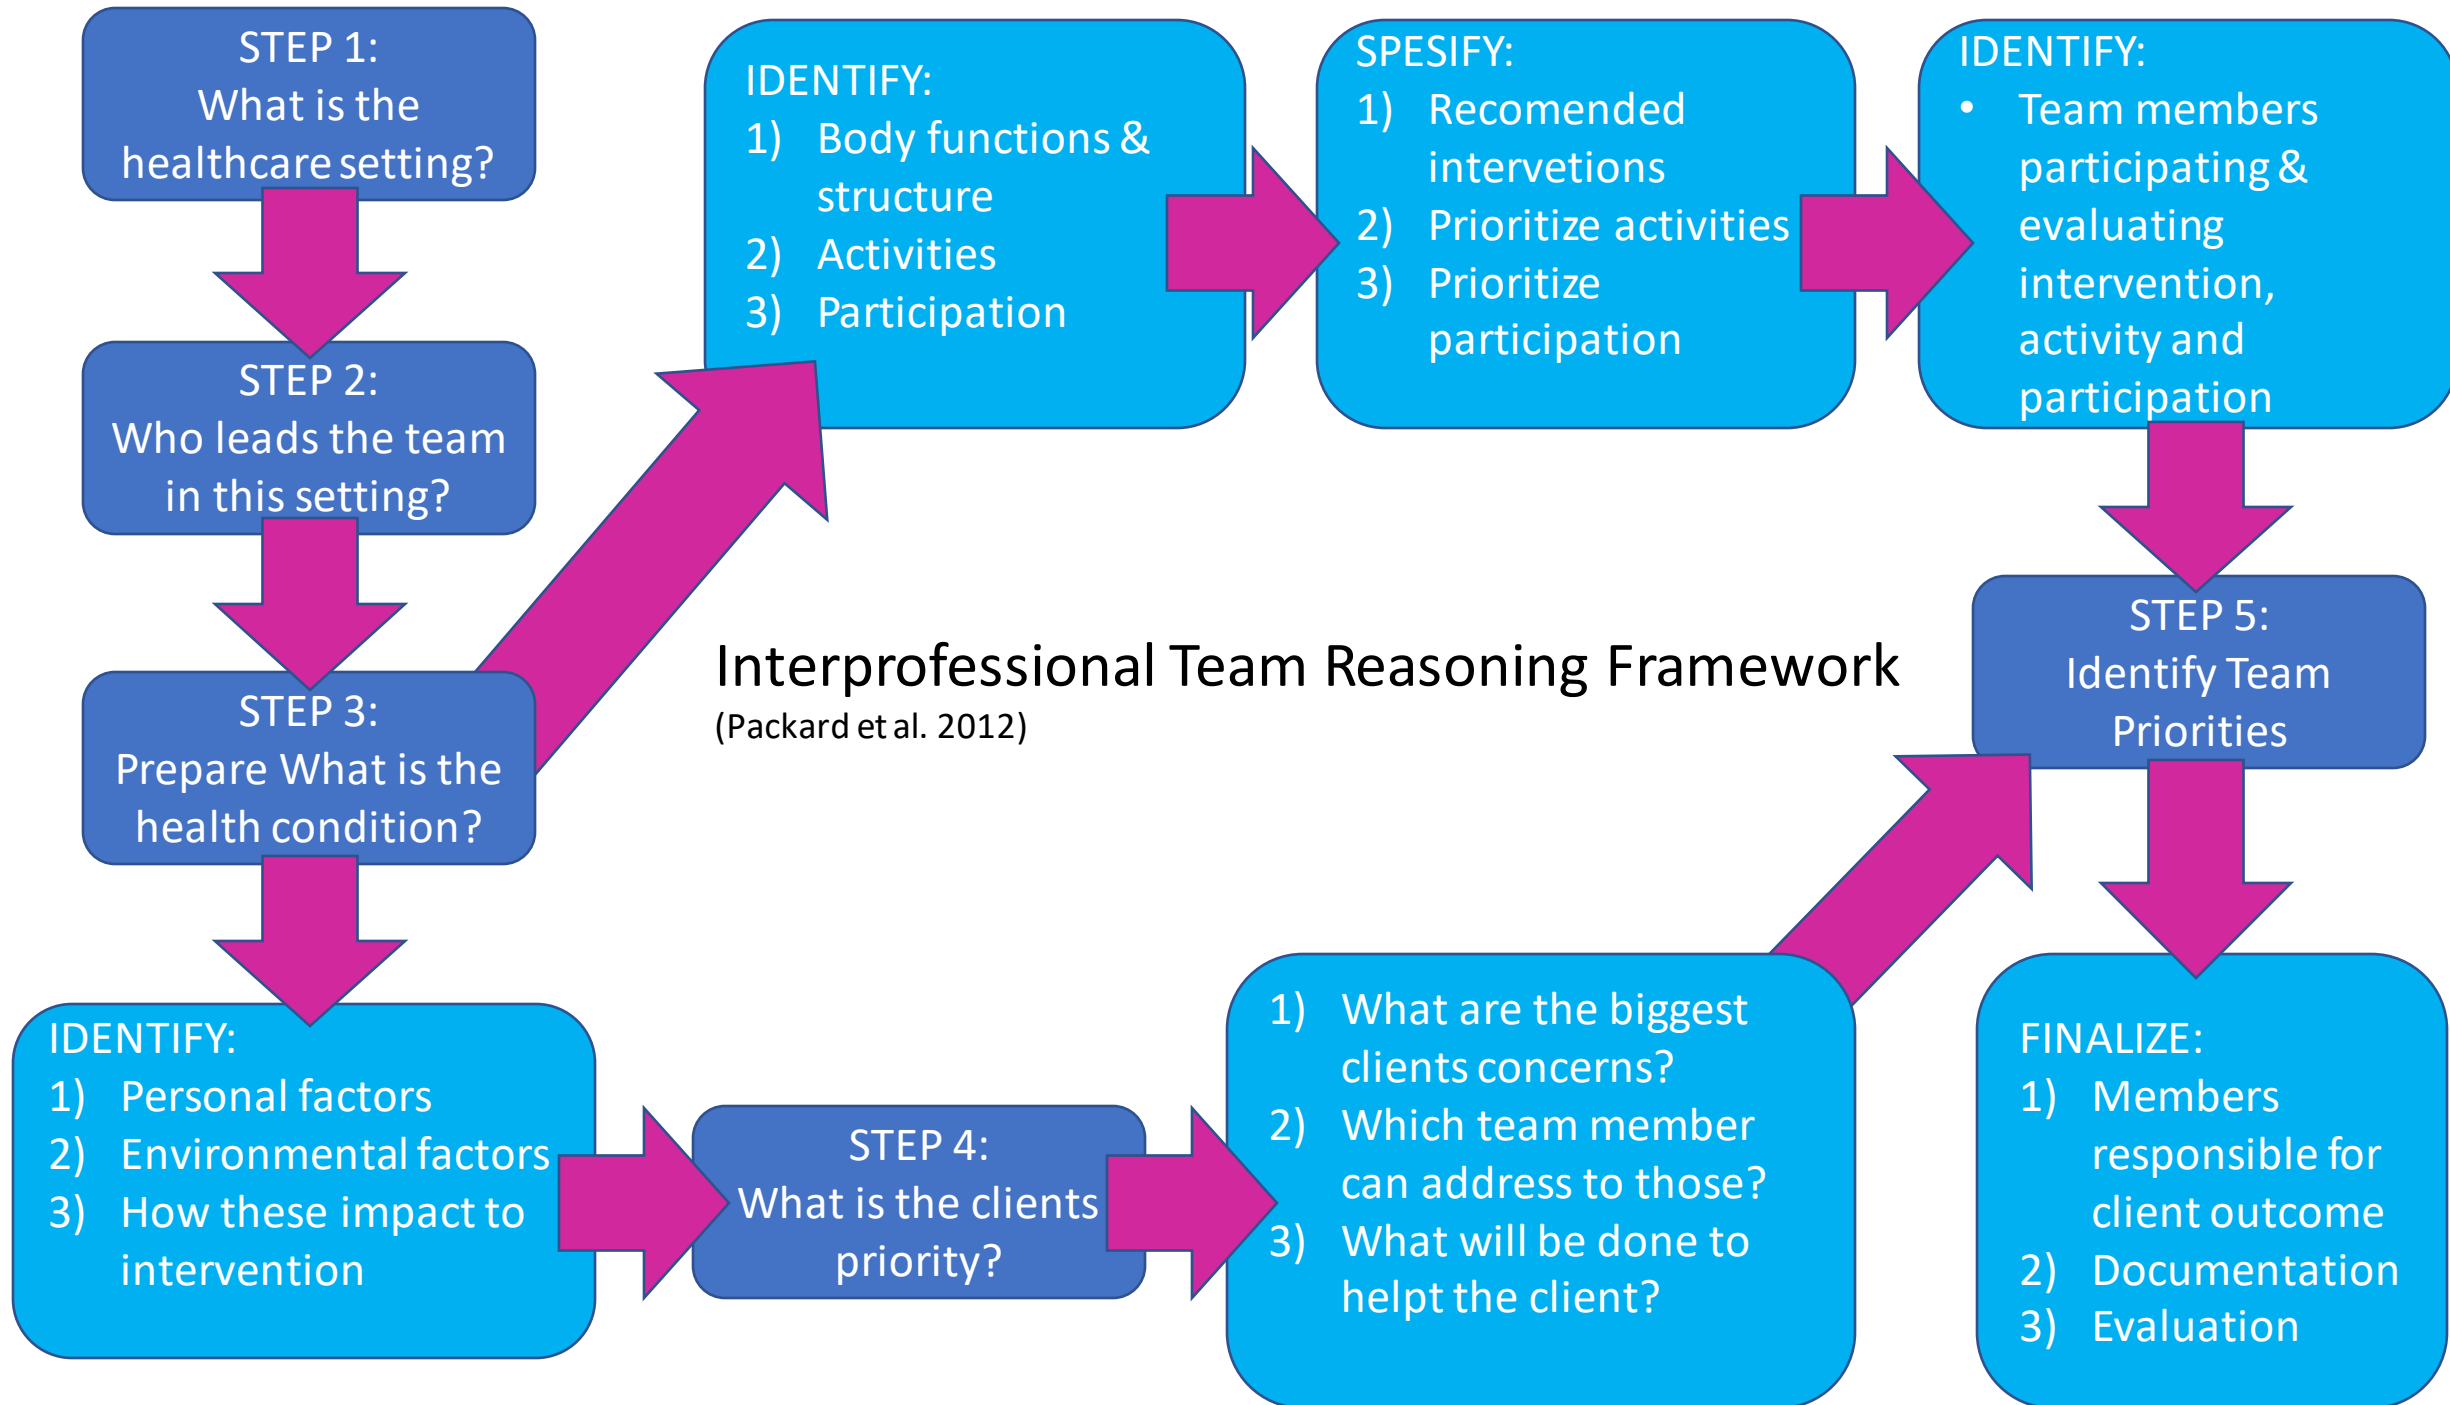 STEP 1:
What is the
healthcare setting?
STEP 2:
Who leads the team
in this setting?
STEP 3:
Prepare What is the
health condition?
IDENTIFY:
1) Body functions &
structure
2) Activities
3) Participation
SPESIFY:
1) Recomended
intervetions
2) Prioritize activities
3) Prioritize
participation
IDENTIFY:
• Team members
participating &
evaluating
intervention,
activity and
participation
Interprofessional Team Reasoning Framework
(Packard et al. 2012)
IDENTIFY:
1) Personal factors
2) Environmental factors
3) How these impact to
intervention
STEP 4:
What is the clients
priority?
1) What are the biggest
clients concerns?
2) Which team member
can address to those?
3) What will be done to
helpt the client?
STEP 5:
Identify Team
Priorities
FINALIZE:
1) Members
responsible for
client outcome
2) Documentation
3) Evaluation